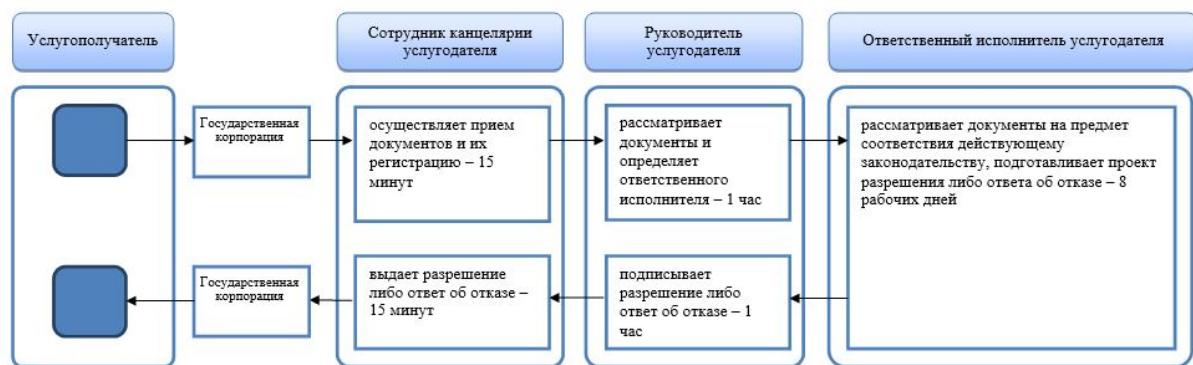 Услугополучатель
Сотрудник канцелярии
услугодателя
Руководитель
услугодателя
Ответственный исполнитель услугодателя
Государственная
корпорация
осуществляет прием
документов и их
регистрацию – 15
минут
рассматривает
документы и
определяет
ответственного
исполнителя – 1 час
рассматривает документы на предмет
соответствия действующему
законодательству, подготавливает проект
разрешения либо ответа об отказе – 8
рабочих дней
Государственная
корпорация
выдает разрешение
либо ответ об отказе –
15 минут
подписывает
разрешение либо
ответ об отказе – 1
час